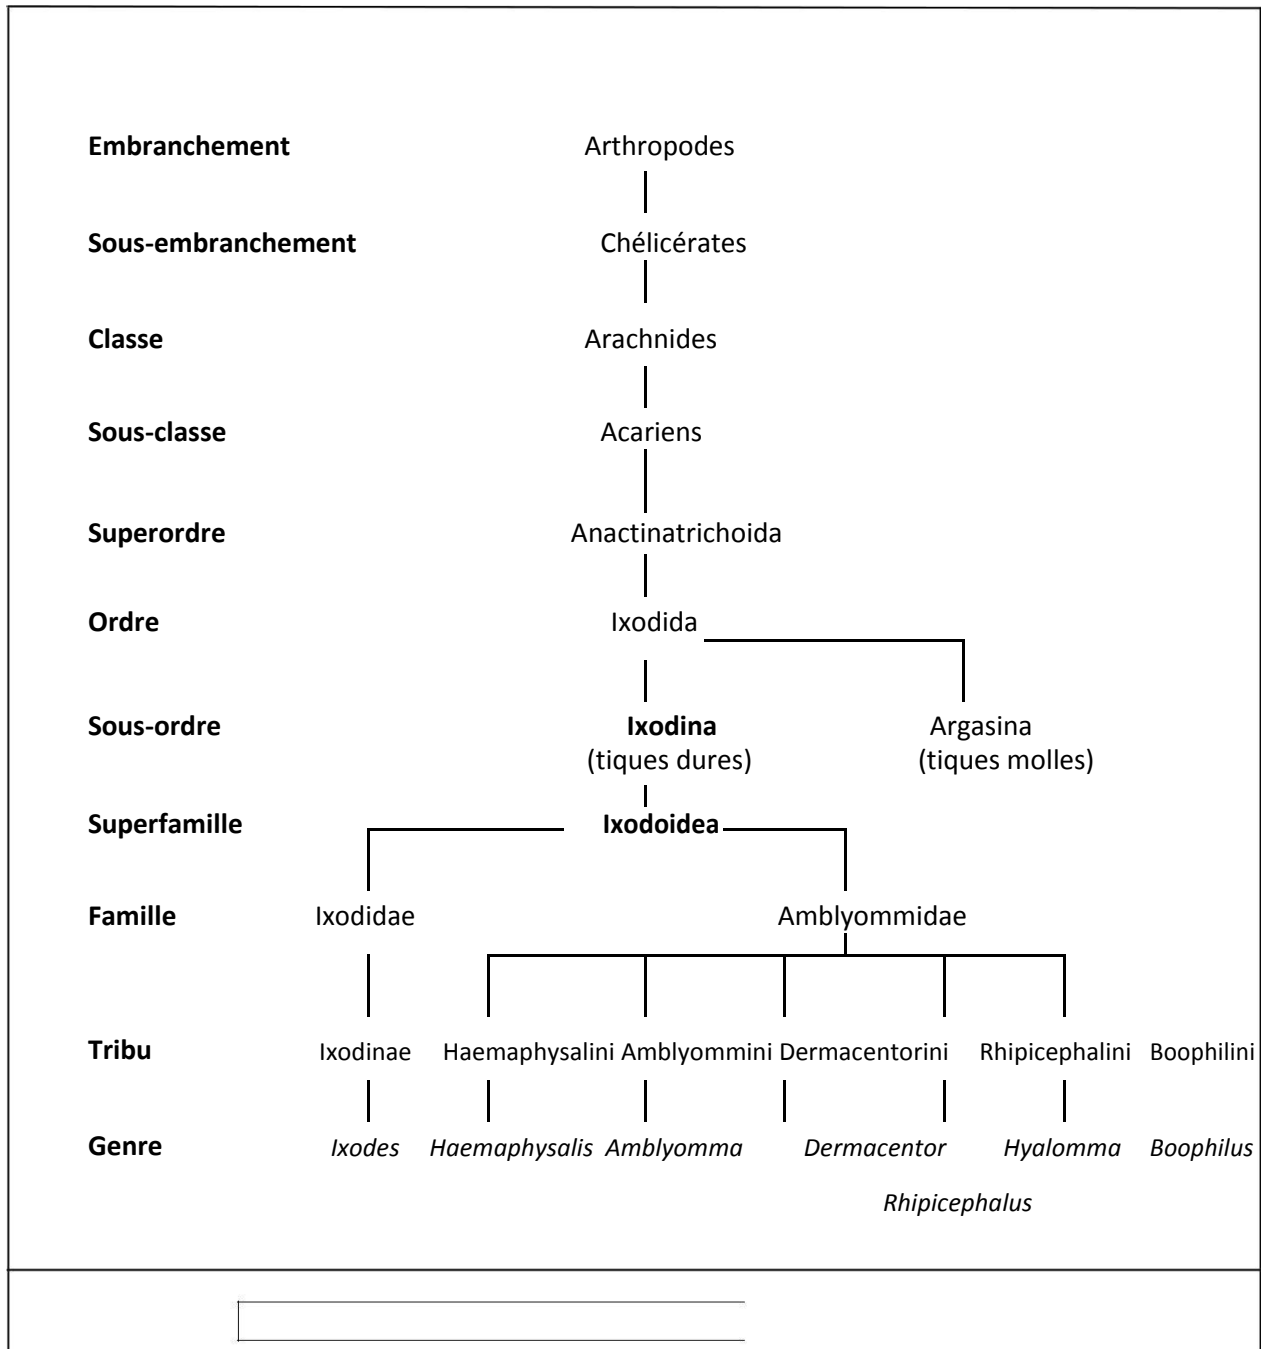 Embranchement Arthropodes
Sous-embranchement Chélicérates
Classe Arachnides
Sous-classe Acariens
Superordre Anactinatrichoida
Ordre Ixodida
Sous-ordre Ixodina Argasina
(tiques dures) (tiques molles)
Superfamille Ixodoidea
Famille Ixodidae Amblyommidae
Tribu Ixodinae Haemaphysalini Amblyommini Dermacentorini Rhipicephalini Boophilini
Genre Ixodes Haemaphysalis Amblyomma Dermacentor Hyalomma Boophilus
Rhipicephalus